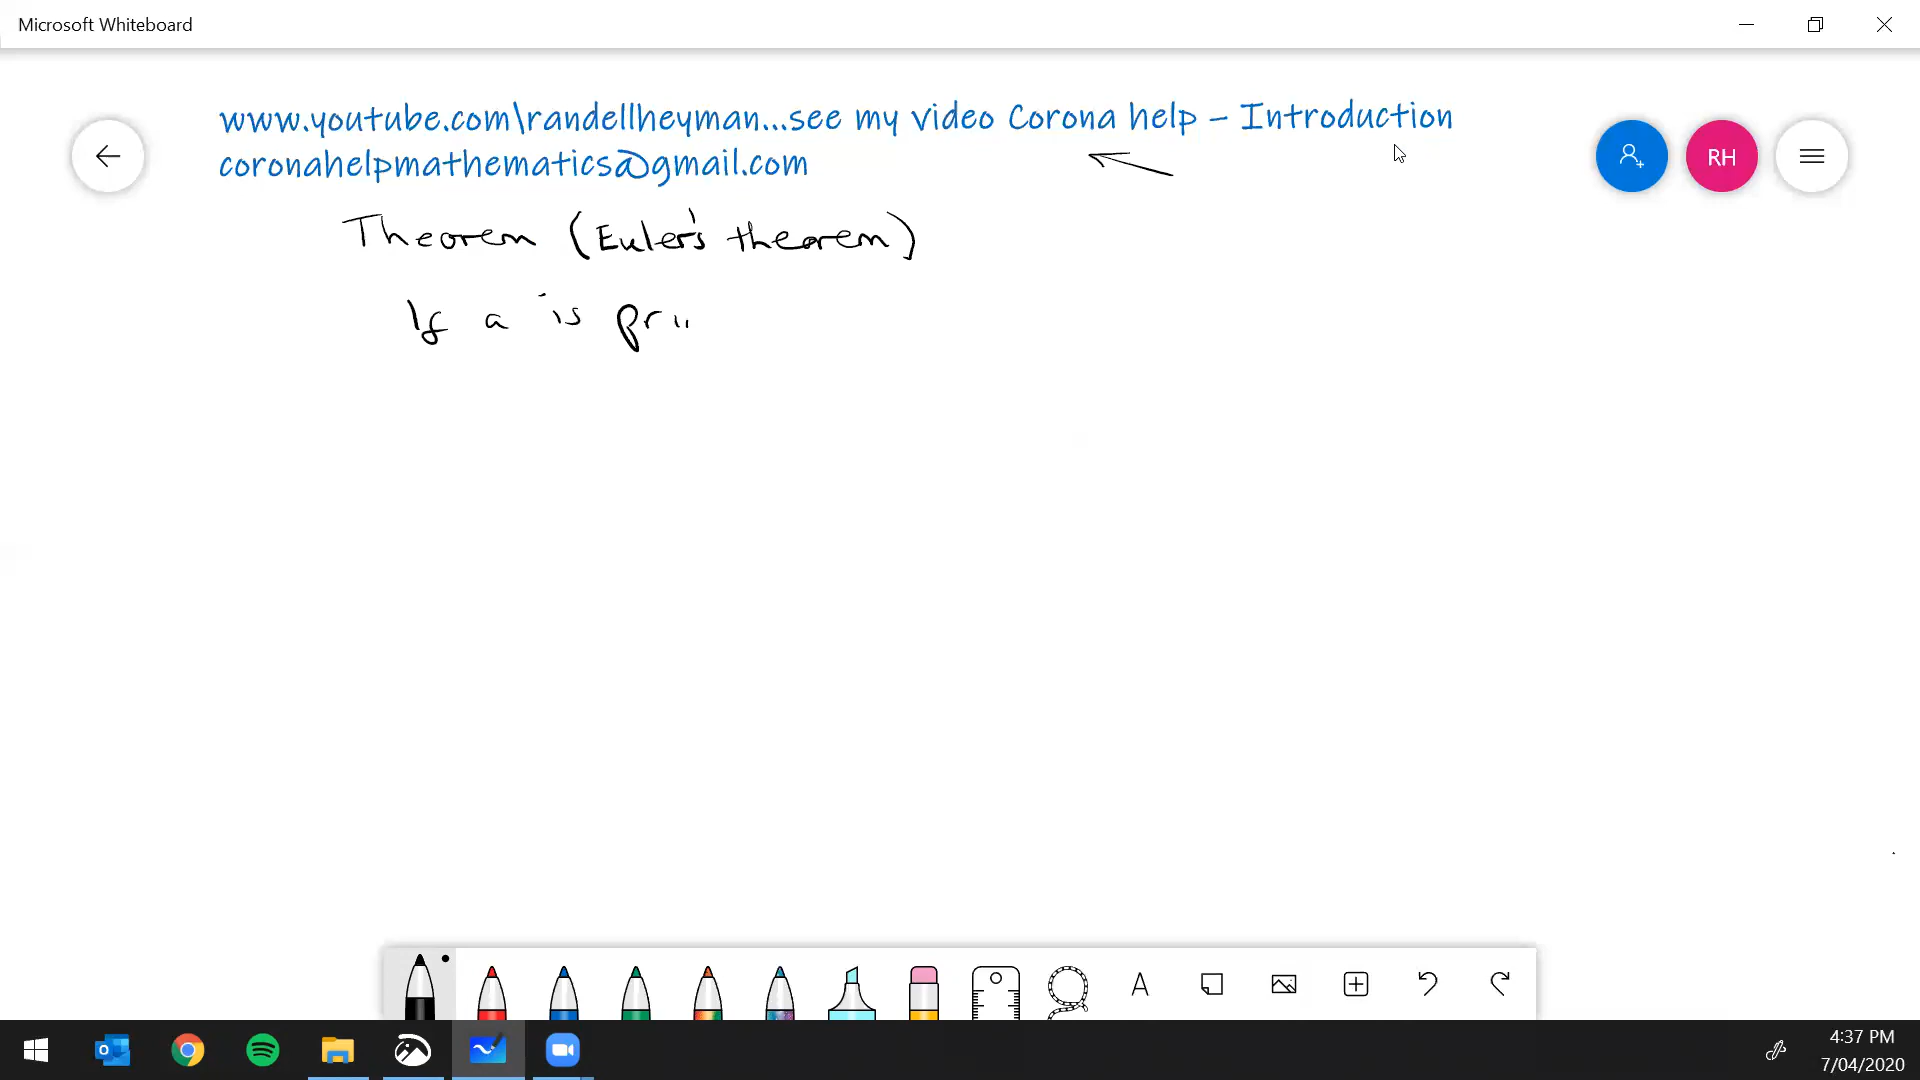 Microsoft Whiteboard
www.youtube.com\randellheyman...see my video Corona help – Introduction
coronahelpmathematics@gmail.com
RH
Theorem (Euler's theorem)
If a is
4:37 PM
7/04/2020